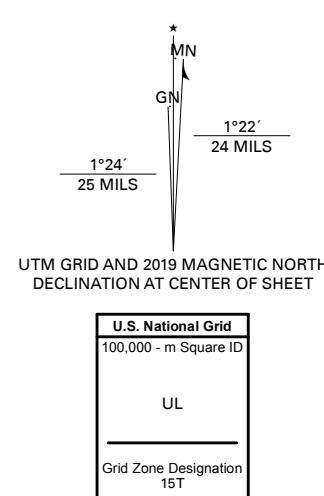 ★
MN
GN
1°22´
24 MILS
1°24´
25 MILS
UTM GRID AND 2019 MAGNETIC NORTH
DECLINATION AT CENTER OF SHEET
U.S. National Grid
100,000 - m Square ID
UL
Grid Zone Designation
15T